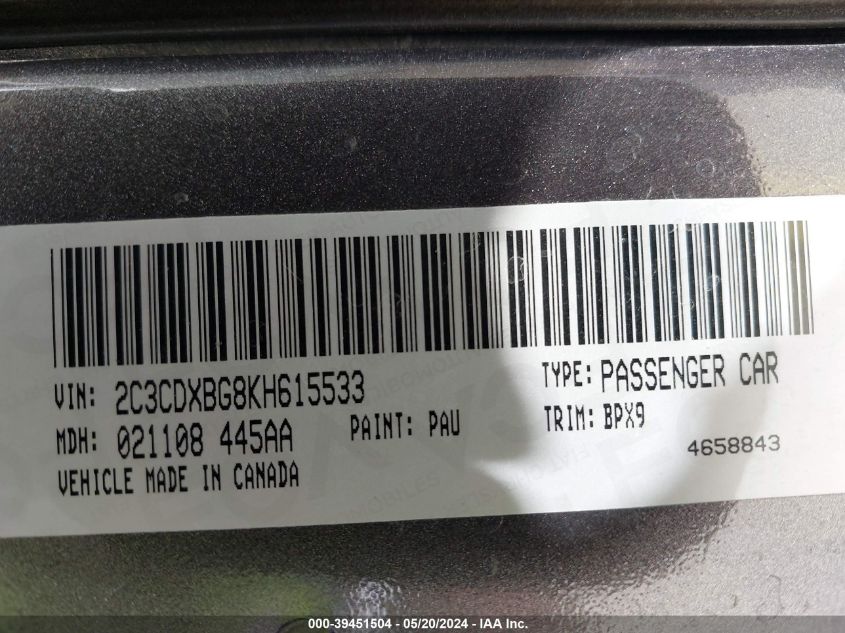 VIN: 2C3CDXBG8KH615533
TYPE: PASSENGER CAR
MDH: 021108 445AA
PAINT: PAU
TRIM: BPX9
VEHICLE MADE IN CANADA
4658843
000-39451504 - 05/20/2024 - IAA Inc.